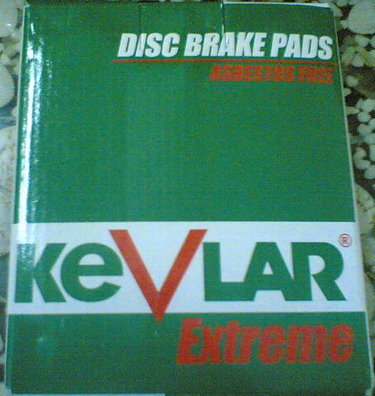 DISC BRAKE PADS
ASBESTOS FREE
KeVLAR®
Extreme